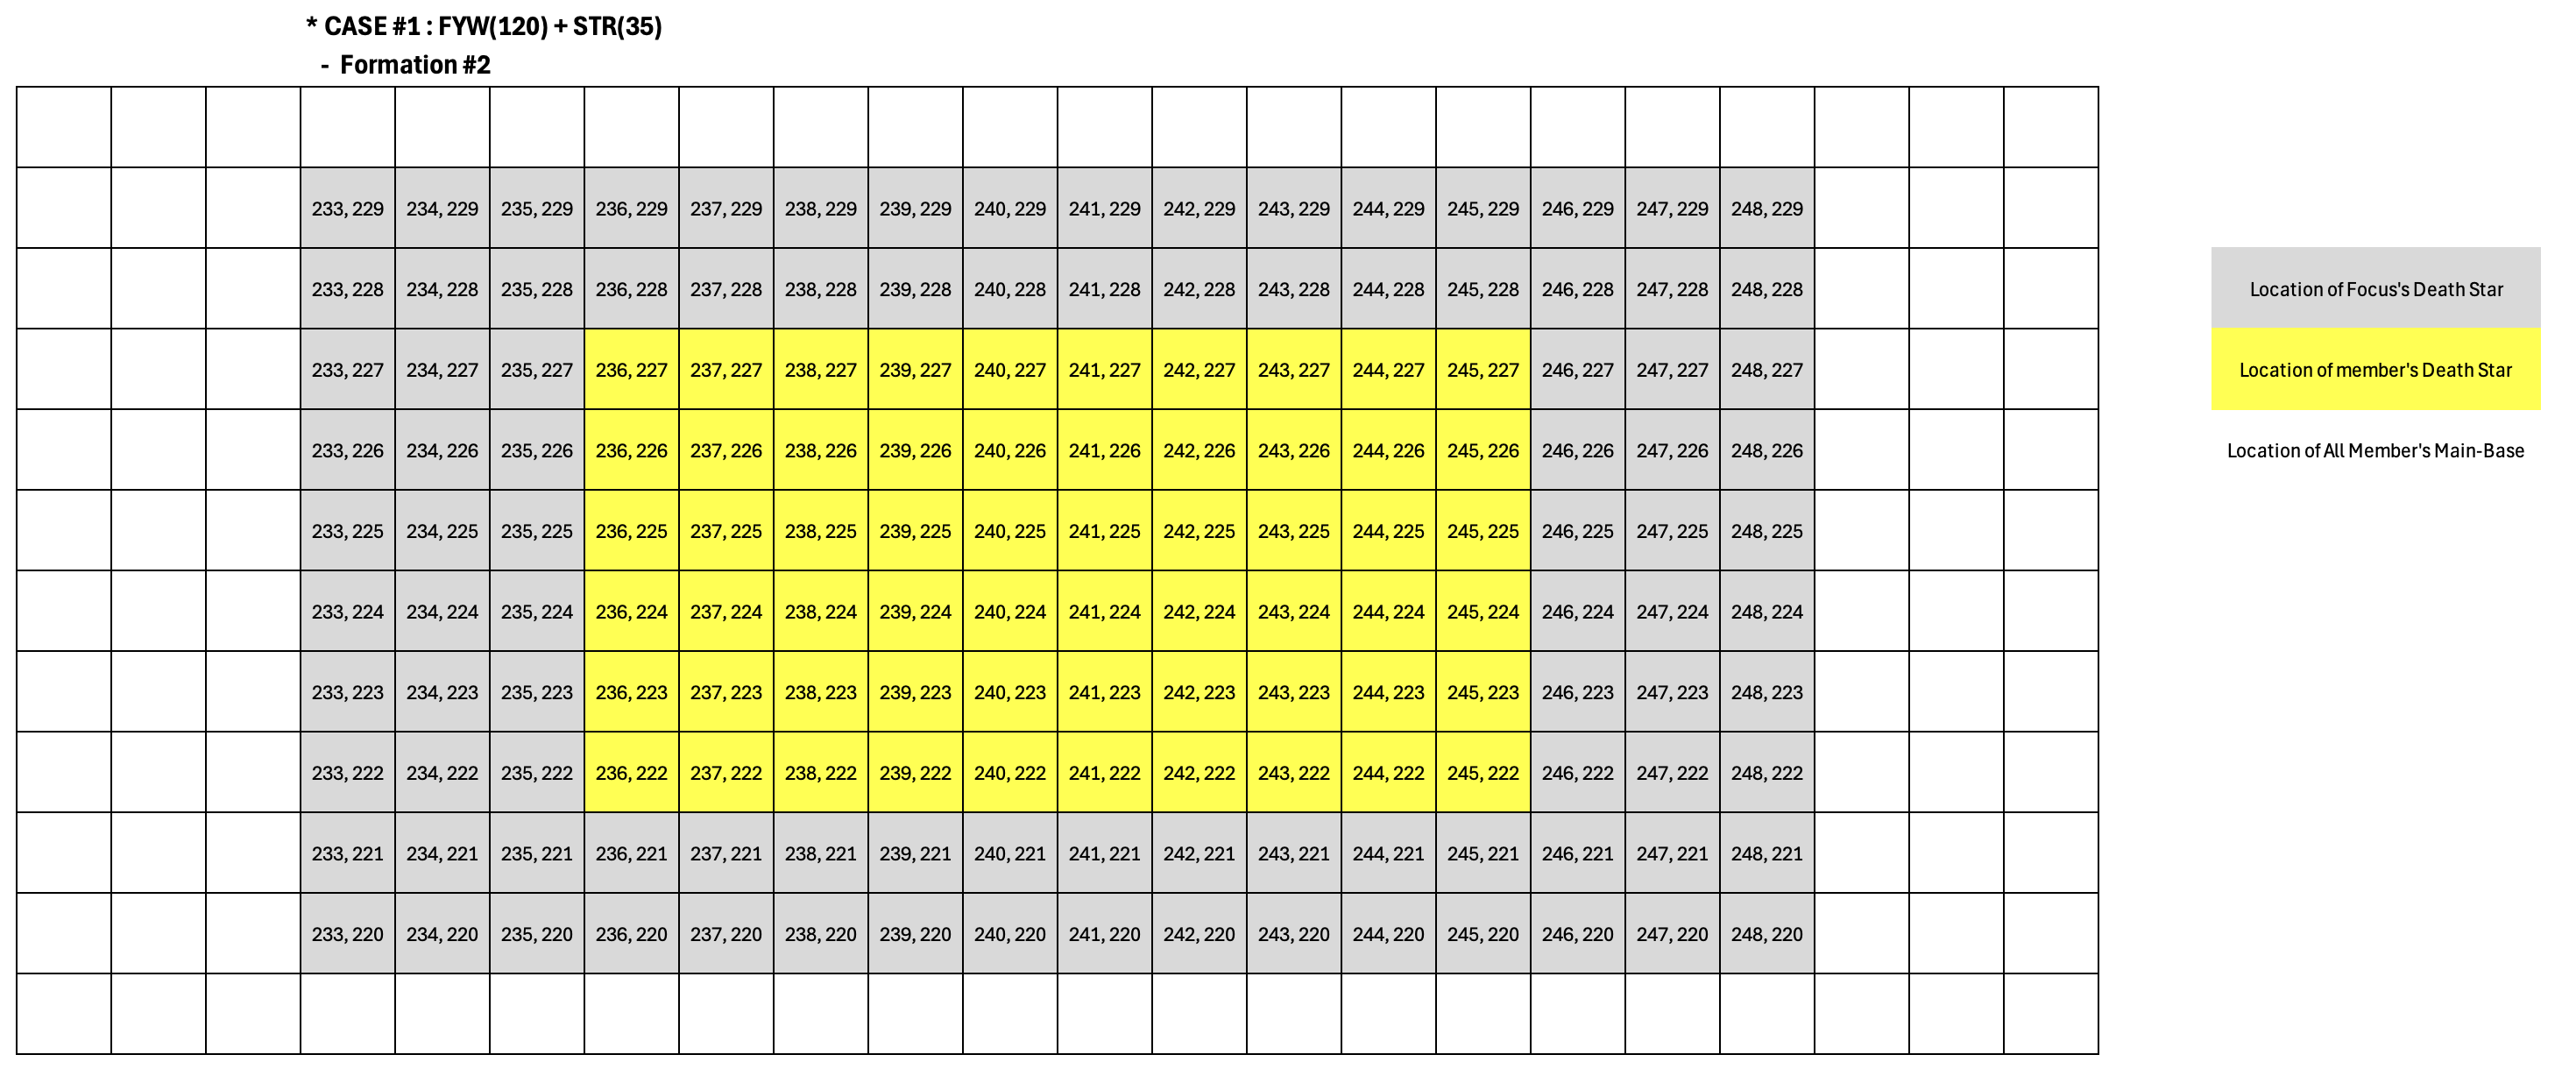 * CASE #1 : FYW(120) + STR(35)
- Formation #2
233, 229 234, 229 235, 229 236, 229 237, 229 238, 229 239, 229 240, 229 241, 229 242, 229 243, 229 244, 229 245, 229 246, 229 247, 229 248, 229
233, 228 234, 228 235, 228 236, 228 237, 228 238, 228 239, 228 240, 228 241, 228 242, 228 243, 228 244, 228 245, 228 246, 228 247, 228 248, 228
Location of Focus's Death Star
233, 227 234, 227 235, 227 236, 227 237, 227 238, 227 239, 227 240, 227 241, 227 242, 227 243, 227 244, 227 245, 227 246, 227 247, 227 248, 227
Location of member's Death Star
233, 226 234, 226 235, 226 236, 226 237, 226 238, 226 239, 226 240, 226 241, 226 242, 226 243, 226 244, 226 245, 226 246, 226 247, 226 248, 226
Location of All Member's Main-Base
233, 225 234, 225 235, 225 236, 225 237, 225 238, 225 239, 225 240, 225 241, 225 242, 225 243, 225 244, 225 245, 225 246, 225 247, 225 248, 225
233, 224 234, 224 235, 224 236, 224 237, 224 238, 224 239, 224 240, 224 241, 224 242, 224 243, 224 244, 224 245, 224 246, 224 247, 224 248, 224
233, 223 234, 223 235, 223 236, 223 237, 223 238, 223 239, 223 240, 223 241, 223 242, 223 243, 223 244, 223 245, 223 246, 223 247, 223 248, 223
233, 222 234, 222 235, 222 236, 222 237, 222 238, 222 239, 222 240, 222 241, 222 242, 222 243, 222 244, 222 245, 222 246, 222 247, 222 248, 222
233, 221 234, 221 235, 221 236, 221 237, 221 238, 221 239, 221 240, 221 241, 221 242, 221 243, 221 244, 221 245, 221 246, 221 247, 221 248, 221
233, 220 234, 220 235, 220 236, 220 237, 220 238, 220 239, 220 240, 220 241, 220 242, 220 243, 220 244, 220 245, 220 246, 220 247, 220 248, 220